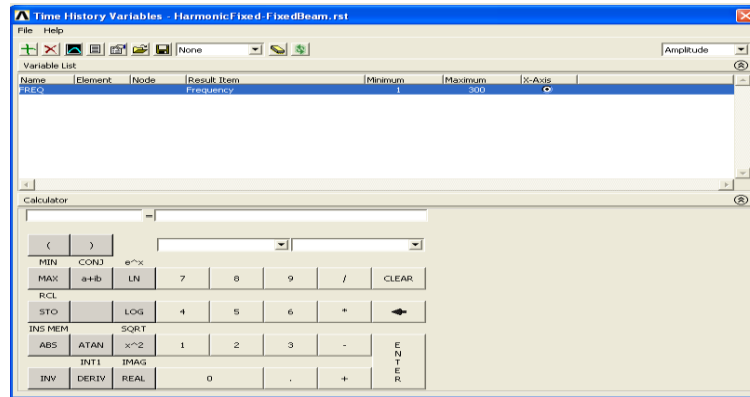 Time History Variables - HarmonicFixed-FixedBeam.rst
File Help
None Amplitude
Variable List
Name Element Node Result Item Minimum Maximum X-Axis
FREQ Frequency 1 300
Calculator
=
( )
MIN CONJ e^x
MAX a+ib LN 7 8 9 / CLEAR
RCL
STO LOG 4 5 6 *
INS MEM SQRT
ABS ATAN x^2 1 2 3 - ENTER
INT1 IMAG
INV DERIV REAL 0 . +